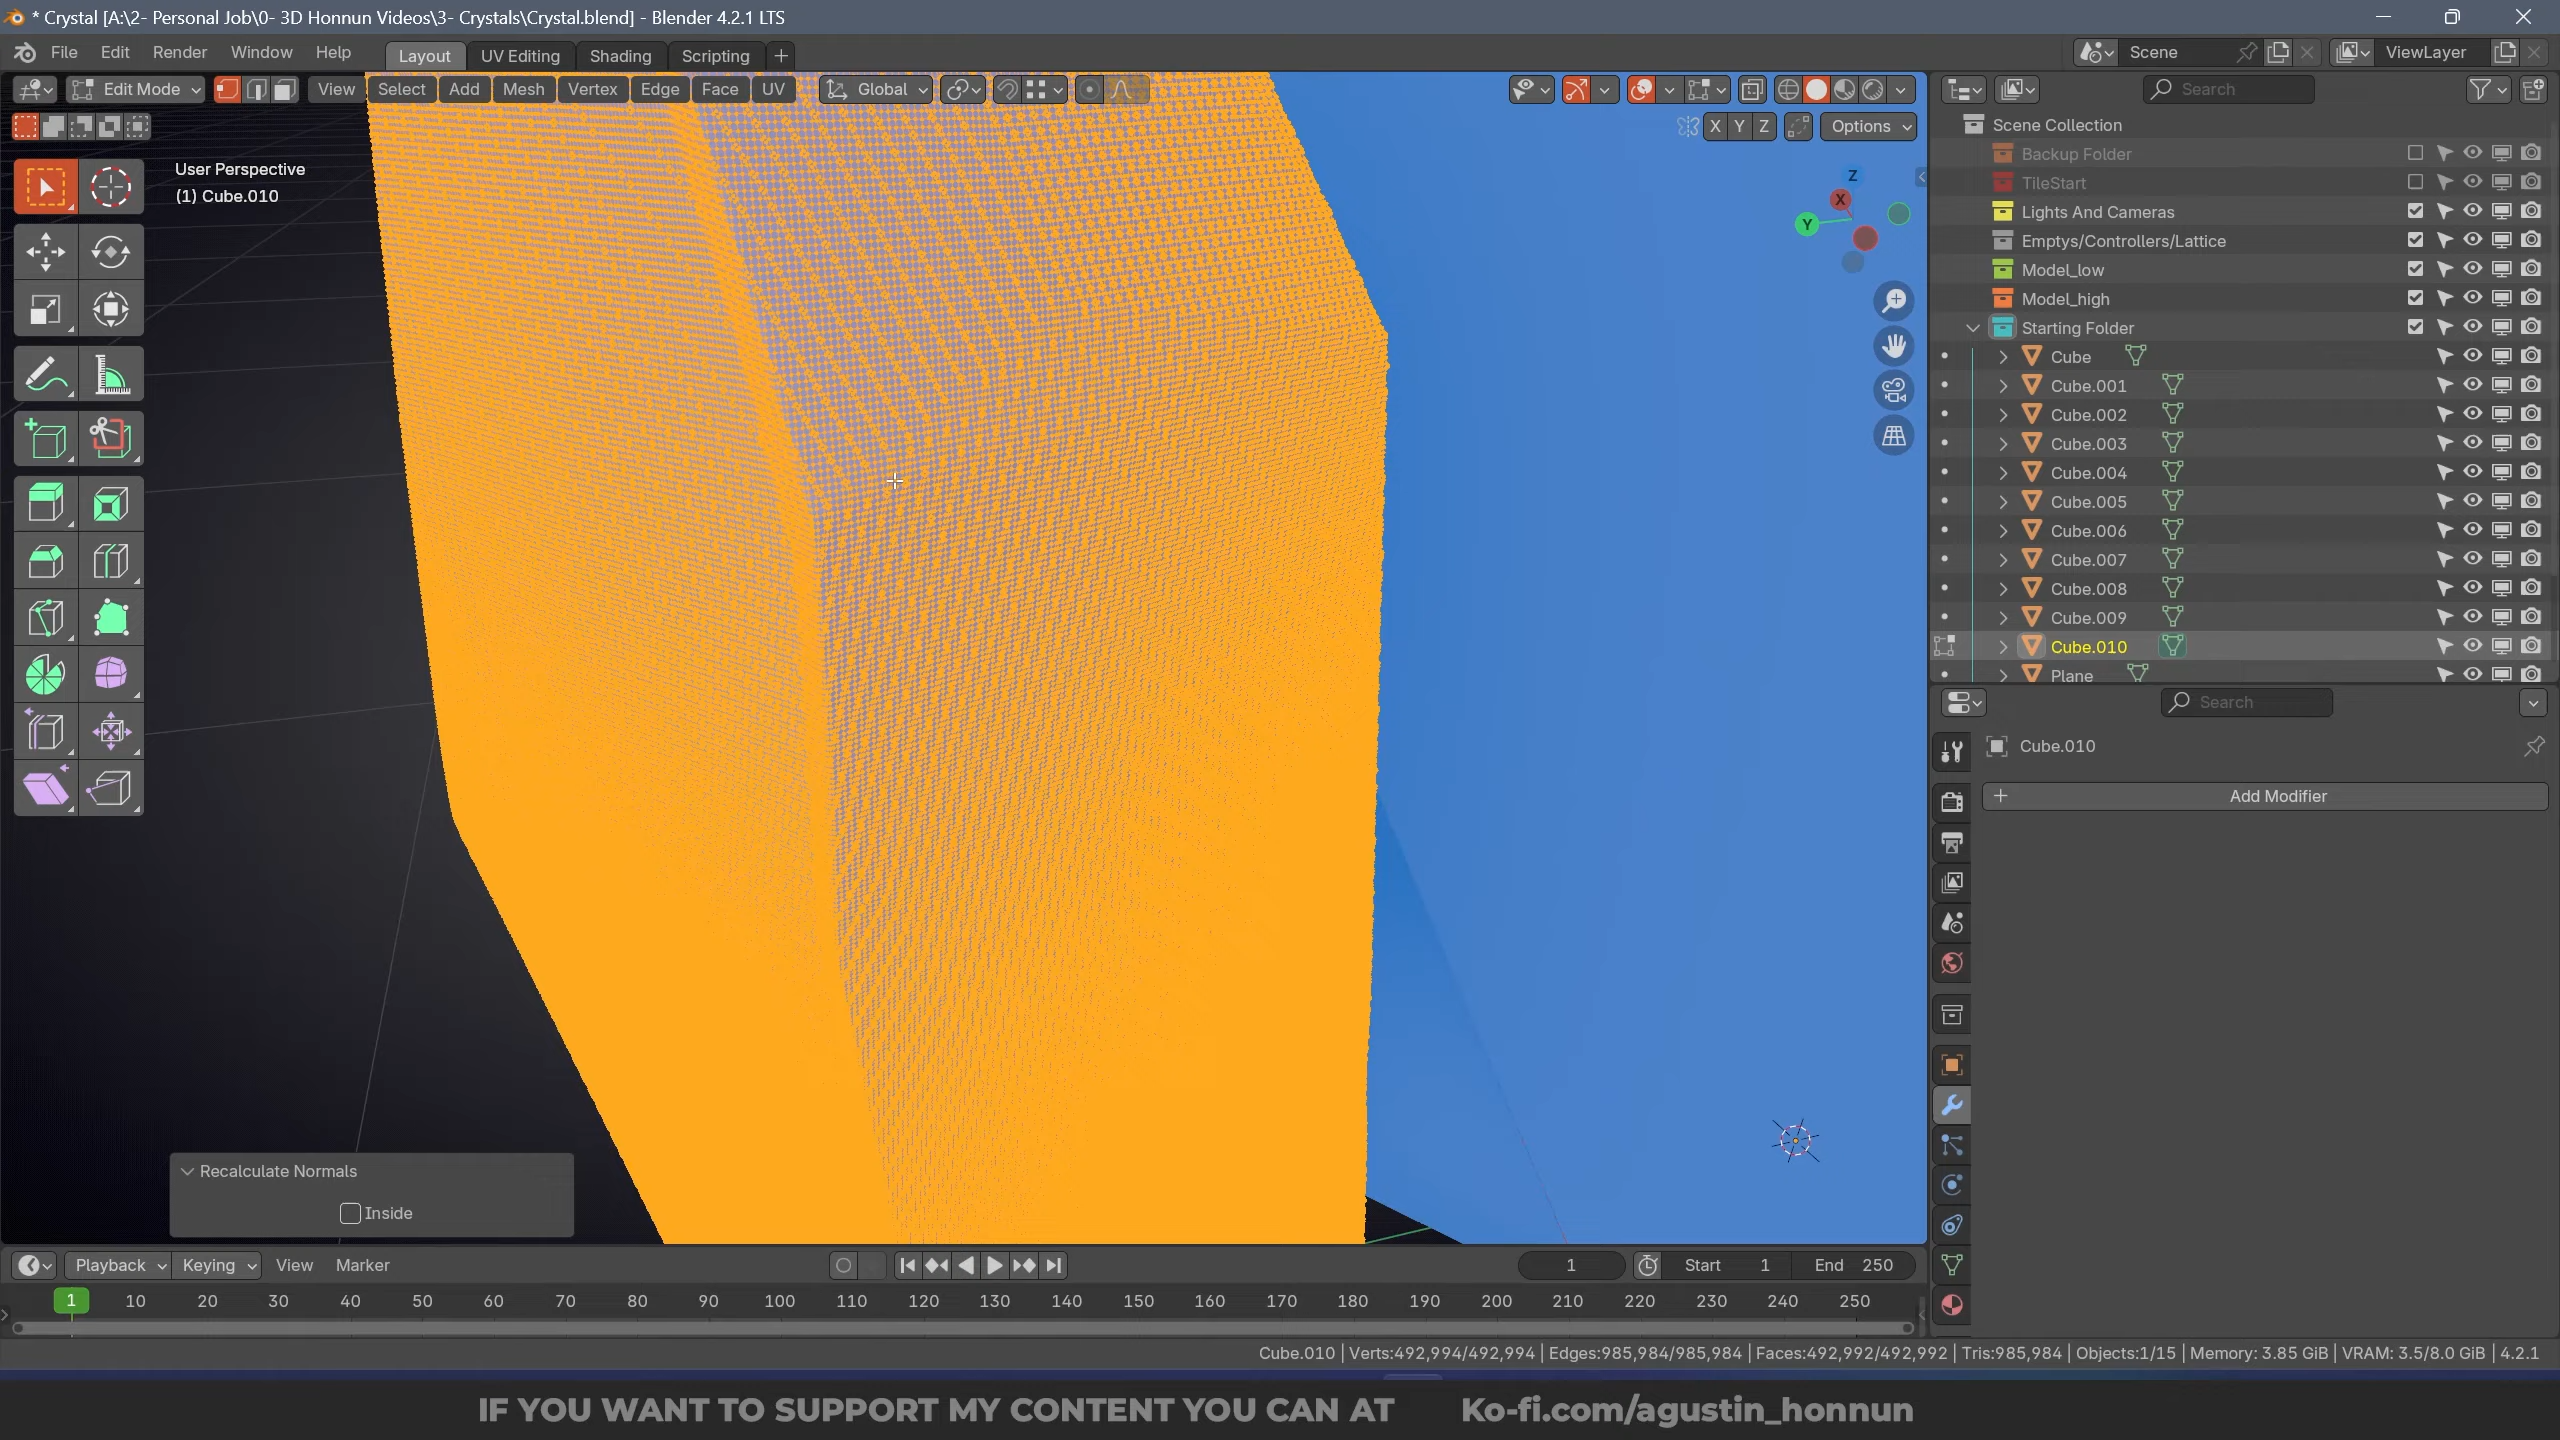 * Crystal [A:\2- Personal Job\0- 3D Honnun Videos\3- Crystals\Crystal.blend] - Blender 4.2.1 LTS
File Edit Render Window Help Layout UV Editing Shading Scripting + Scene ViewLayer
Edit Mode View Select Add Mesh Vertex Edge Face UV Global Search
X Y Z Options
User Perspective
(1) Cube.010
Z
X
Y
Scene Collection
Backup Folder
TileStart
Lights And Cameras
Emptys/Controllers/Lattice
Model_low
Model_high
Starting Folder
Cube
Cube.001
Cube.002
Cube.003
Cube.004
Cube.005
Cube.006
Cube.007
Cube.008
Cube.009
Cube.010
Plane
Search
Cube.010
+ Add Modifier
Recalculate Normals
Inside
Playback Keying View Marker 1 Start 1 End 250
1 10 20 30 40 50 60 70 80 90 100 110 120 130 140 150 160 170 180 190 200 210 220 230 240 250
Cube.010 | Verts:492,994/492,994 | Edges:985,984/985,984 | Faces:492,992/492,992 | Tris:985,984 | Objects:1/15 | Memory: 3.85 GiB | VRAM: 3.5/8.0 GiB | 4.2.1
IF YOU WANT TO SUPPORT MY CONTENT YOU CAN AT Ko-fi.com/agustin_honnun